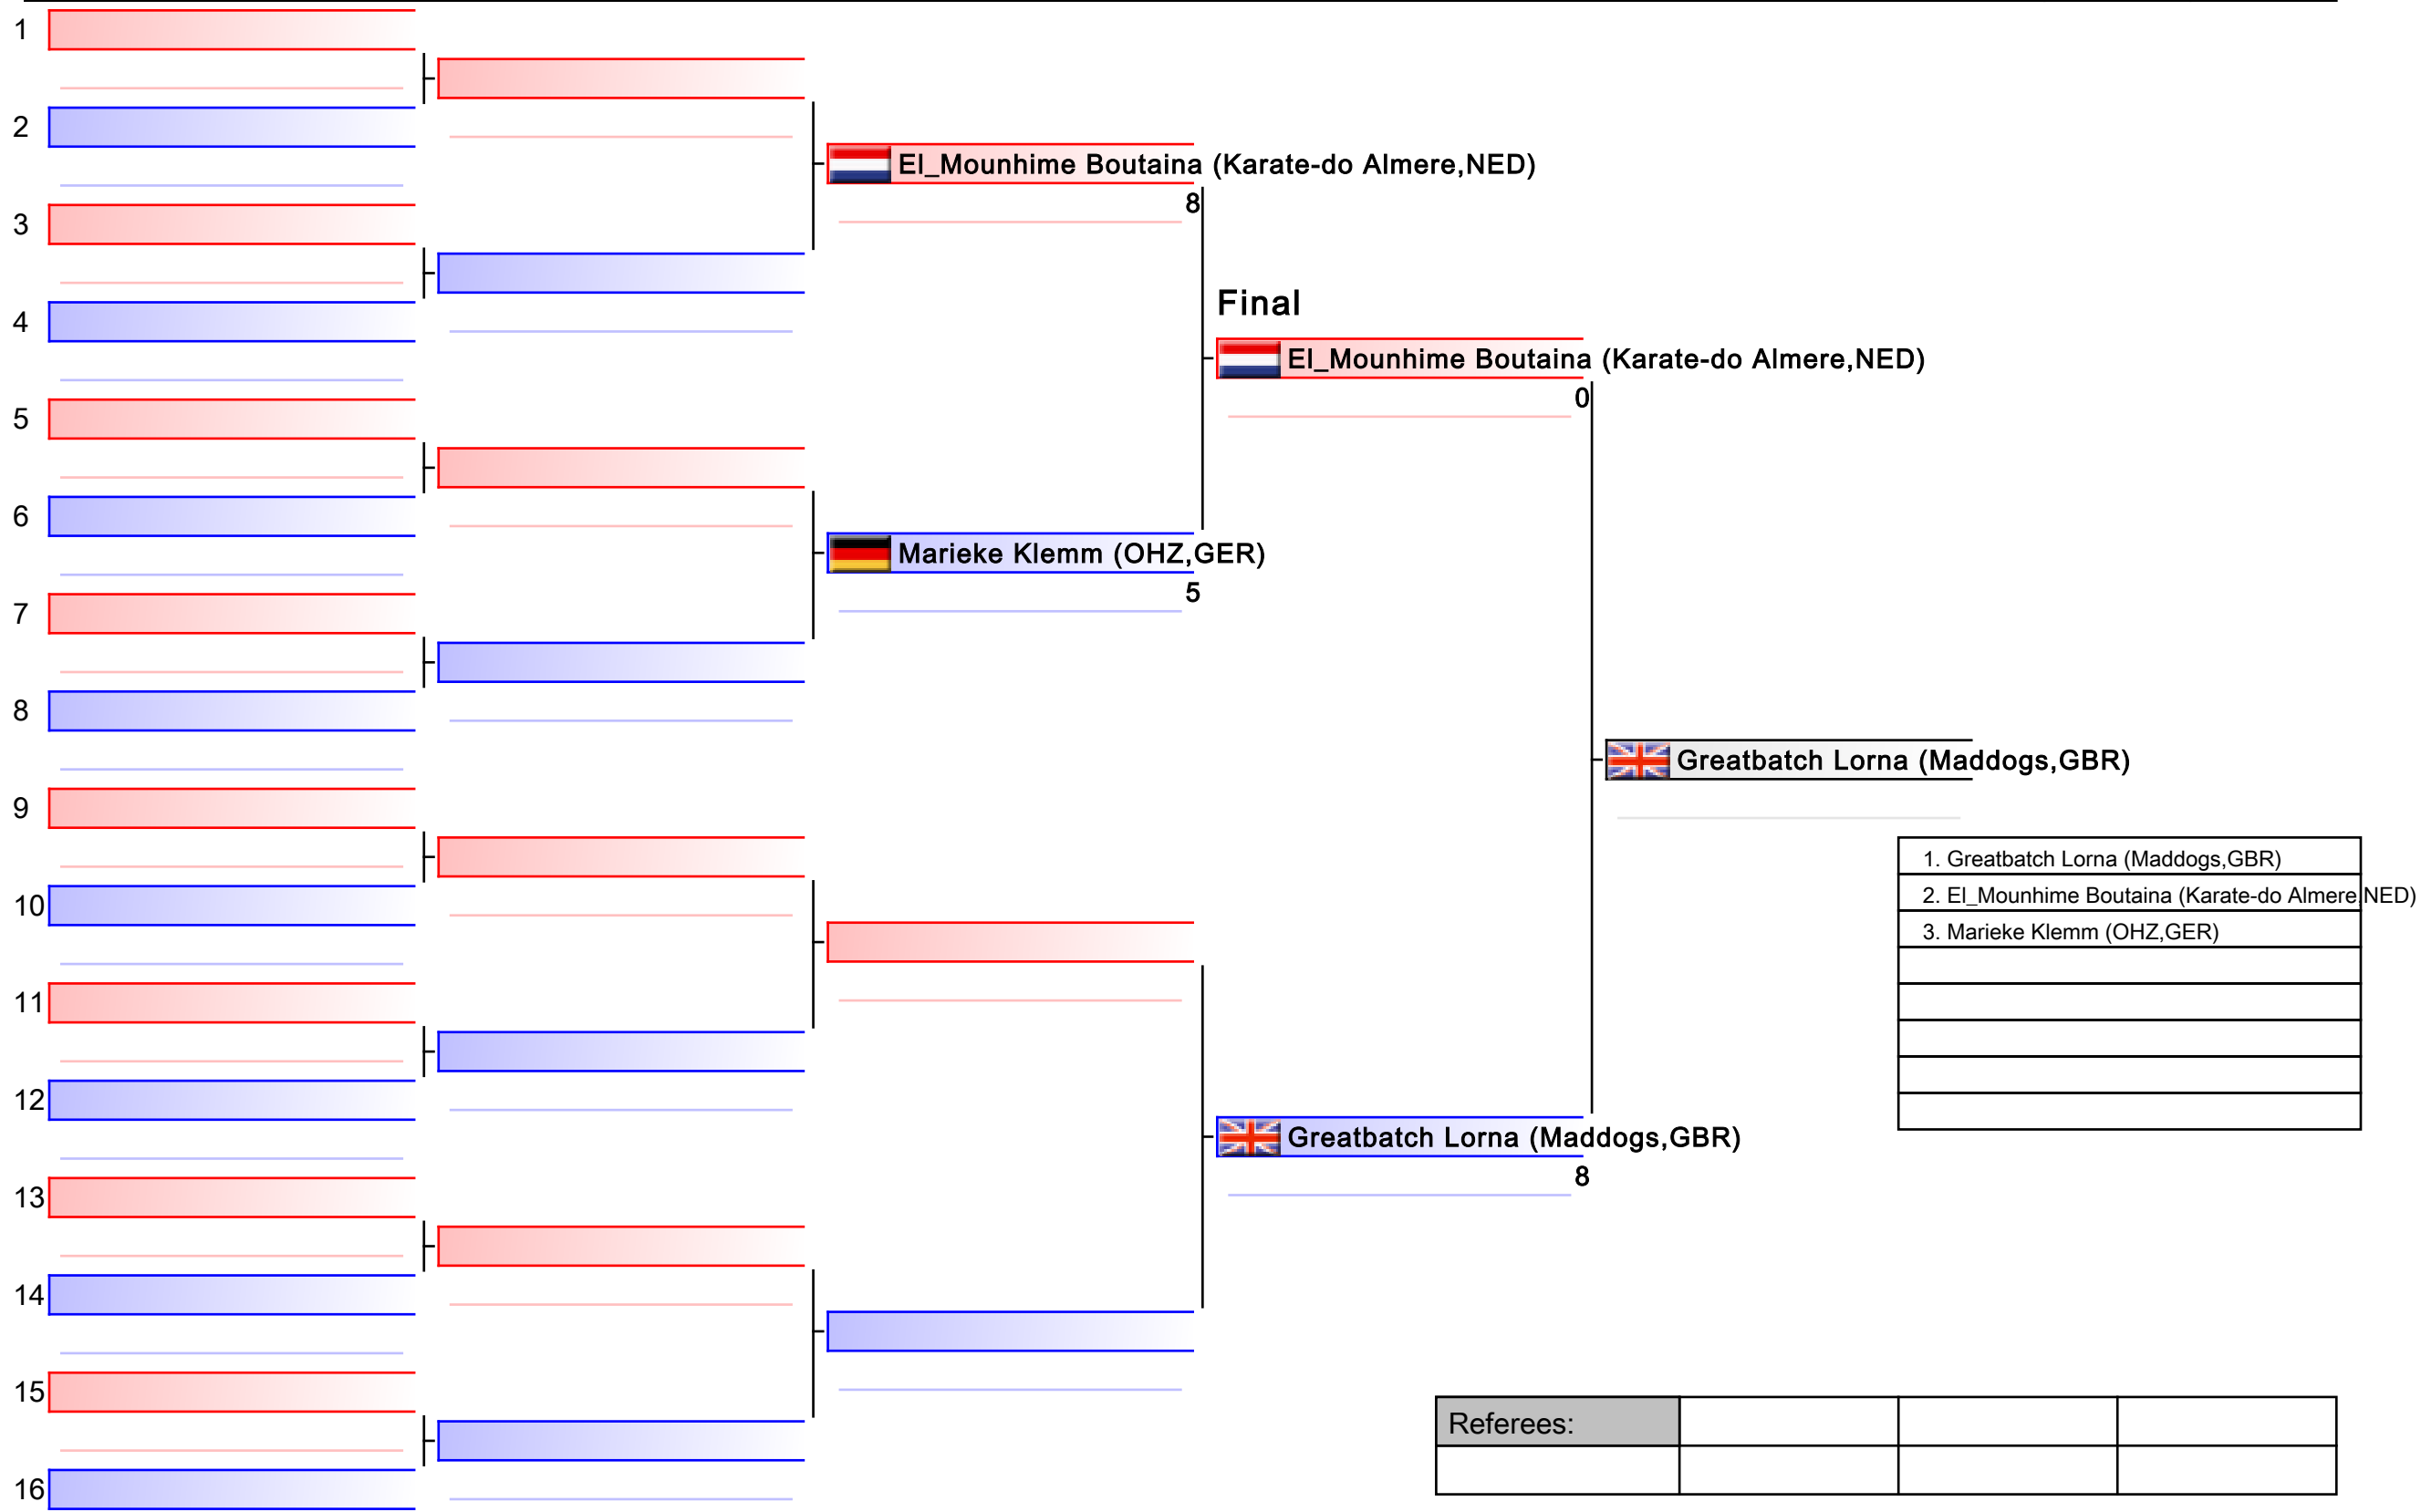 1
2
El_Mounhime Boutaina (Karate-do Almere,NED)
8
3
Final
4
El_Mounhime Boutaina (Karate-do Almere,NED)
0
5
6
Marieke Klemm (OHZ,GER)
5
7
8
Greatbatch Lorna (Maddogs,GBR)
9
1. Greatbatch Lorna (Maddogs,GBR)
10
2. El_Mounhime Boutaina (Karate-do Almere,NED)
3. Marieke Klemm (OHZ,GER)
11
12
Greatbatch Lorna (Maddogs,GBR)
8
13
14
15
Referees:
16